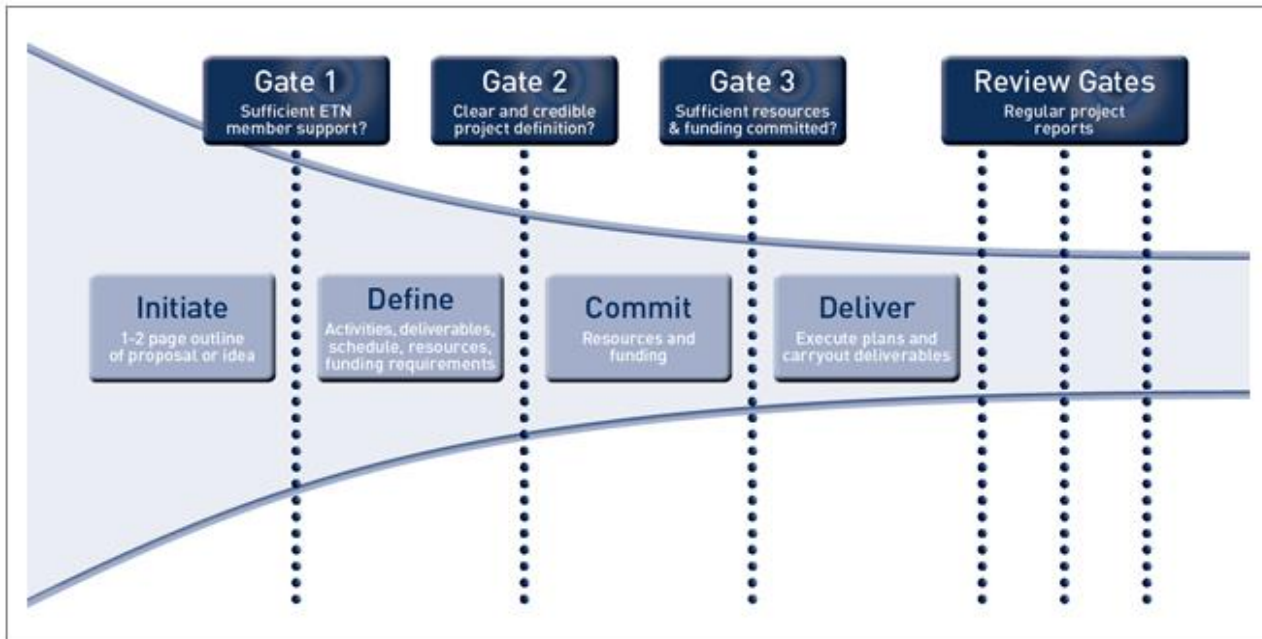 Gate 1
Sufficient ETN
member support?
Gate 2
Clear and credible
project definition?
Gate 3
Sufficient resources
& funding committed?
Review Gates
Regular project
reports
Initiate
1-2 page outline
of proposal or idea
Define
Activities, deliverables,
schedule, resources,
funding requirements
Commit
Resources and
funding
Deliver
Execute plans and
carryout deliverables